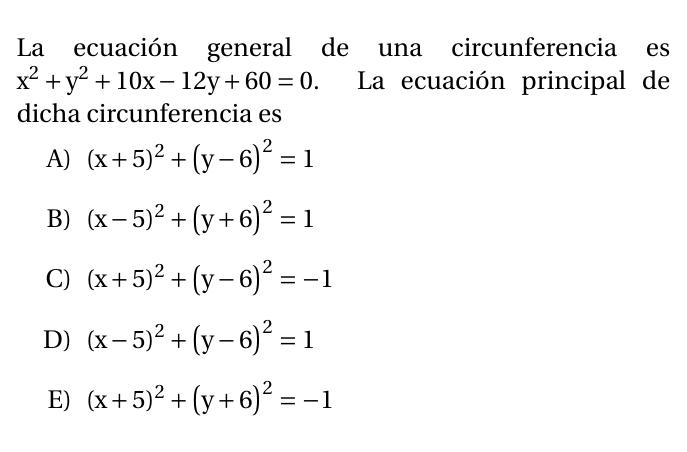 La ecuación general de una circunferencia es
x² + y² + 10x − 12y + 60 = 0. La ecuación principal de
dicha circunferencia es
A) (x + 5)² + (y − 6)² = 1
B) (x − 5)² + (y + 6)² = 1
C) (x + 5)² + (y − 6)² = −1
D) (x − 5)² + (y − 6)² = 1
E) (x + 5)² + (y + 6)² = −1